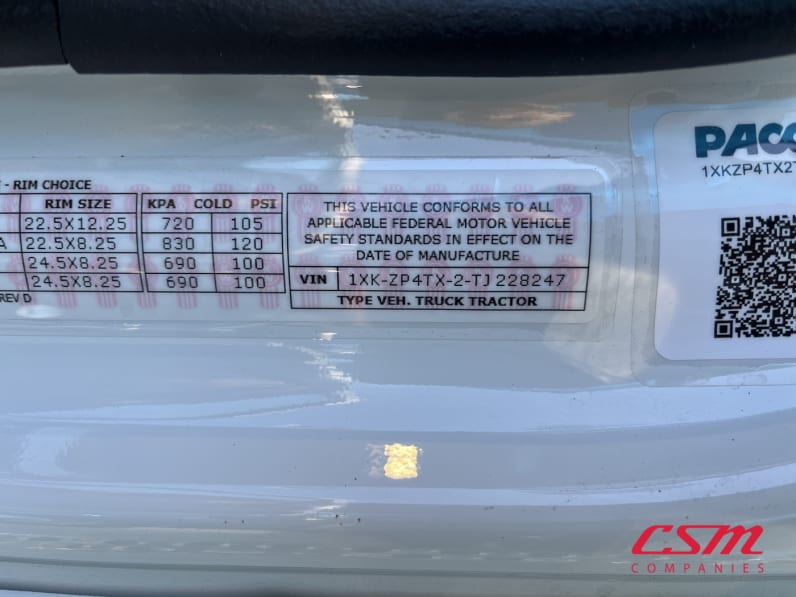 - RIM CHOICE
RIM SIZE KPA COLD PSI
22.5X12.25 720 105
A 22.5X8.25 830 120
24.5X8.25 690 100
24.5X8.25 690 100
REV D
THIS VEHICLE CONFORMS TO ALL
APPLICABLE FEDERAL MOTOR VEHICLE
SAFETY STANDARDS IN EFFECT ON THE
DATE OF MANUFACTURE
VIN 1XK-ZP4TX-2-TJ 228247
TYPE VEH. TRUCK TRACTOR
PACC
1XKZP4TX2T
CSM
COMPANIES